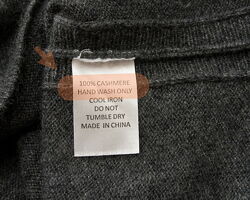 100% CASHMERE
HAND WASH ONLY
COOL IRON
DO NOT
TUMBLE DRY
MADE IN CHINA